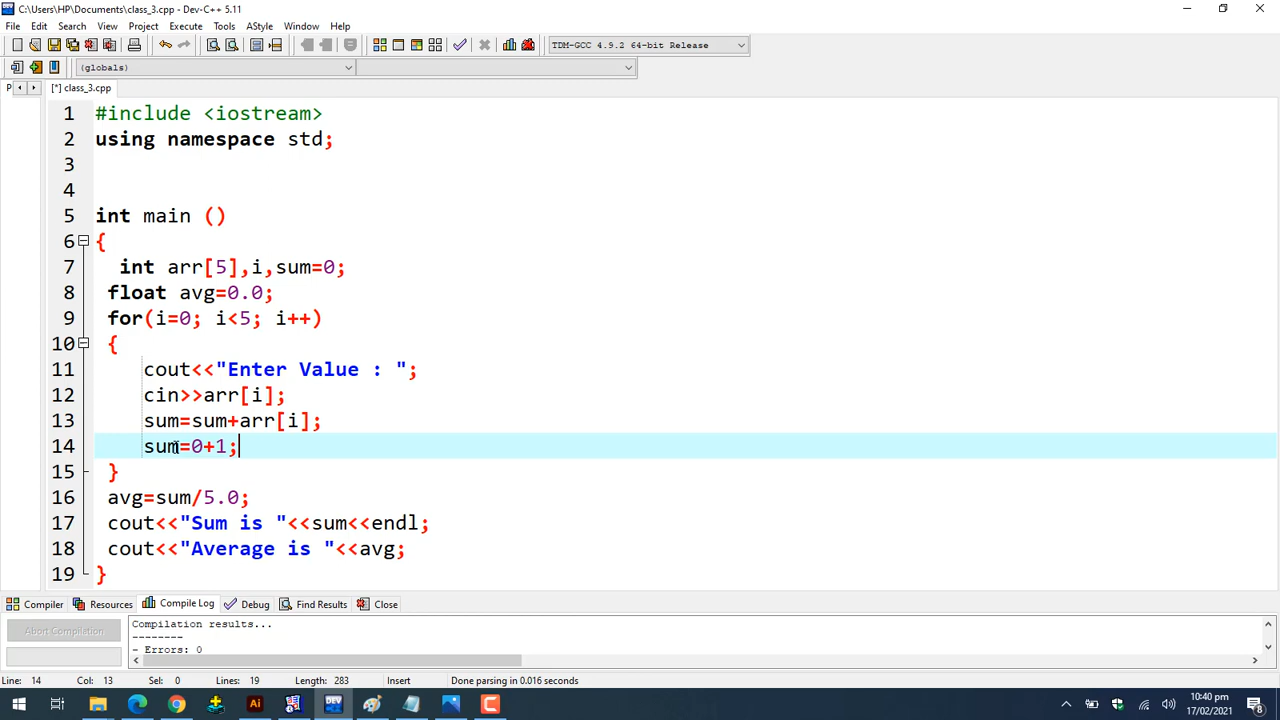 C:\Users\HP\Documents\class_3.cpp - Dev-C++ 5.11
File Edit Search View Project Execute Tools AStyle Window Help
TDM-GCC 4.9.2 64-bit Release
(globals)
P [*] class_3.cpp
1 #include <iostream>
2 using namespace std;
3
4
5 int main ()
6 {
7 int arr[5],i,sum=0;
8 float avg=0.0;
9 for(i=0; i<5; i++)
10 {
11 cout<<"Enter Value : ";
12 cin>>arr[i];
13 sum=sum+arr[i];
14 sum=0+1;
15 }
16 avg=sum/5.0;
17 cout<<"Sum is "<<sum<<endl;
18 cout<<"Average is "<<avg;
19 }
Compiler Resources Compile Log Debug Find Results Close
Abort Compilation
Compilation results...
--------
- Errors: 0
Line: 14 Col: 13 Sel: 0 Lines: 19 Length: 283 Insert Done parsing in 0.016 seconds
DEV Ai C
10:40 pm
17/02/2021
8